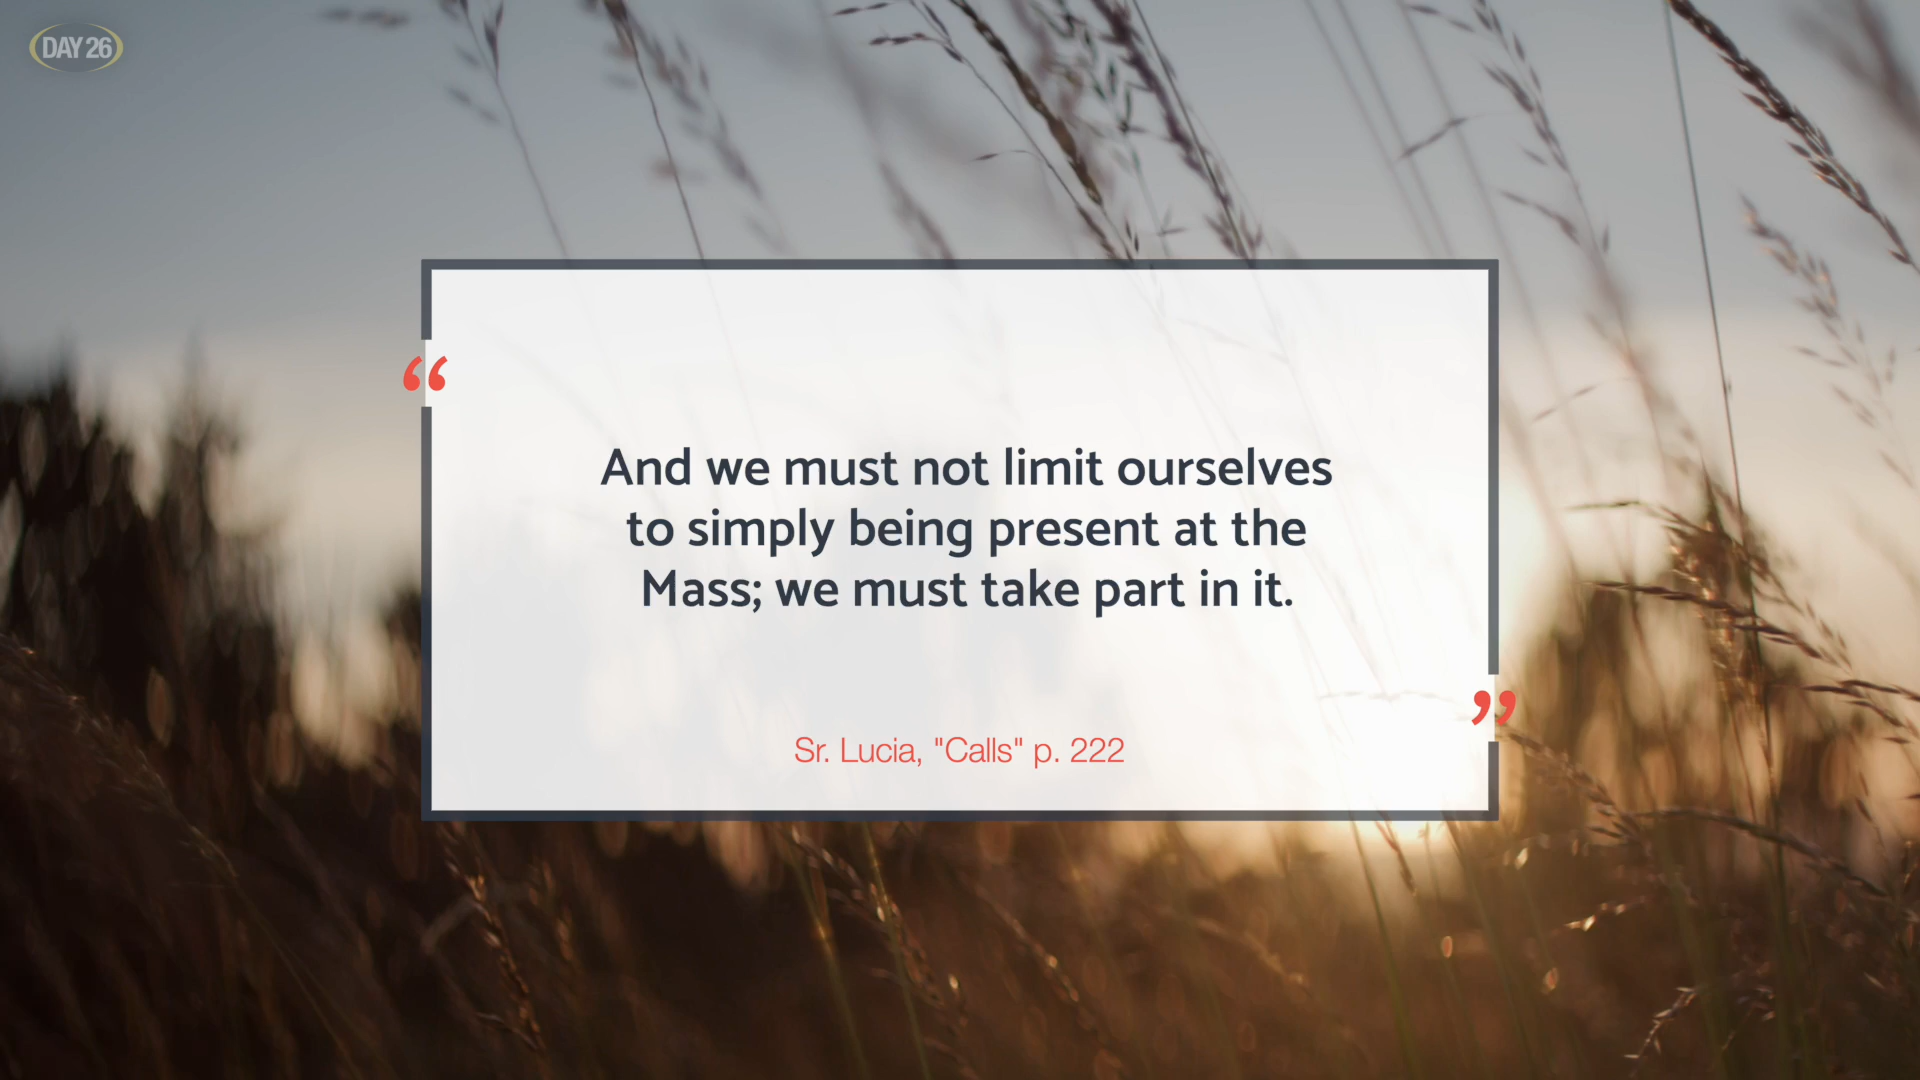 DAY 26
“
And we must not limit ourselves
to simply being present at the
Mass; we must take part in it.
”
Sr. Lucia, "Calls" p. 222